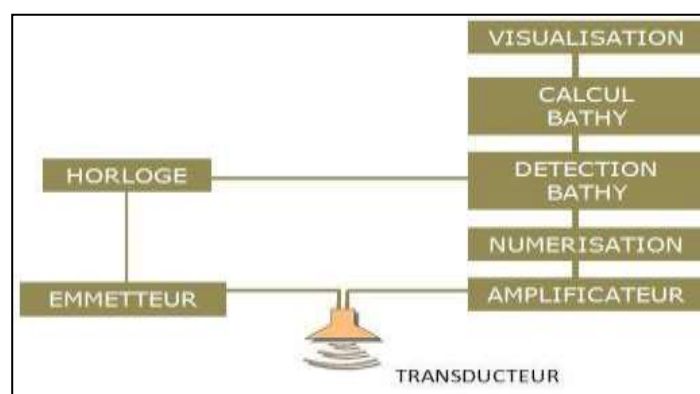 VISUALISATION
CALCUL
BATHY
HORLOGE
DETECTION
BATHY
NUMERISATION
EMMETTEUR
AMPLIFICATEUR
TRANSDUCTEUR